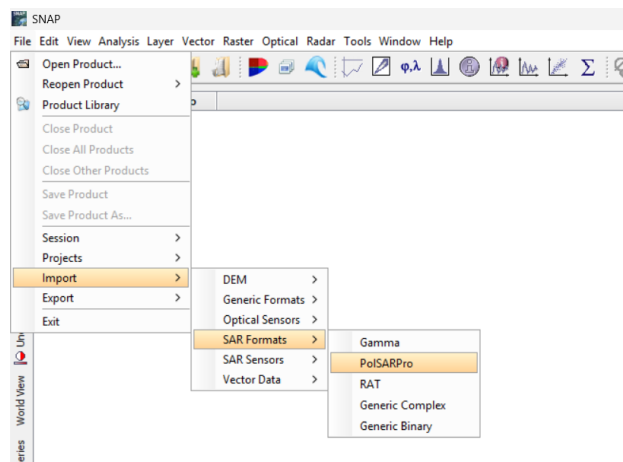 SNAP
File Edit View Analysis Layer Vector Raster Optical Radar Tools Window Help
Open Product...
Reopen Product
Product Library
Close Product
Close All Products
Close Other Products
Save Product
Save Product As...
Session
Projects
Import
Export
Exit
DEM
Generic Formats
Optical Sensors
SAR Formats
SAR Sensors
Vector Data
Gamma
PolSARPro
RAT
Generic Complex
Generic Binary
φ,λ
Σ
World View